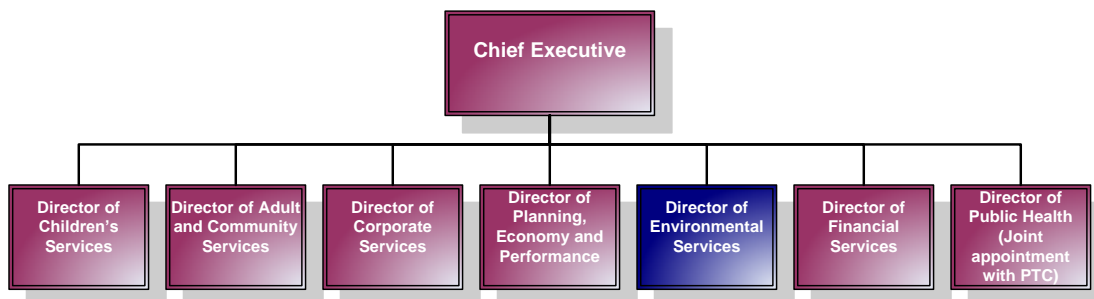 Chief Executive
Director of
Children's
Services
Director of Adult
and Community
Services
Director of
Corporate
Services
Director of
Planning,
Economy and
Performance
Director of
Environmental
Services
Director of
Financial
Services
Director of
Public Health
(Joint
appointment
with PTC)